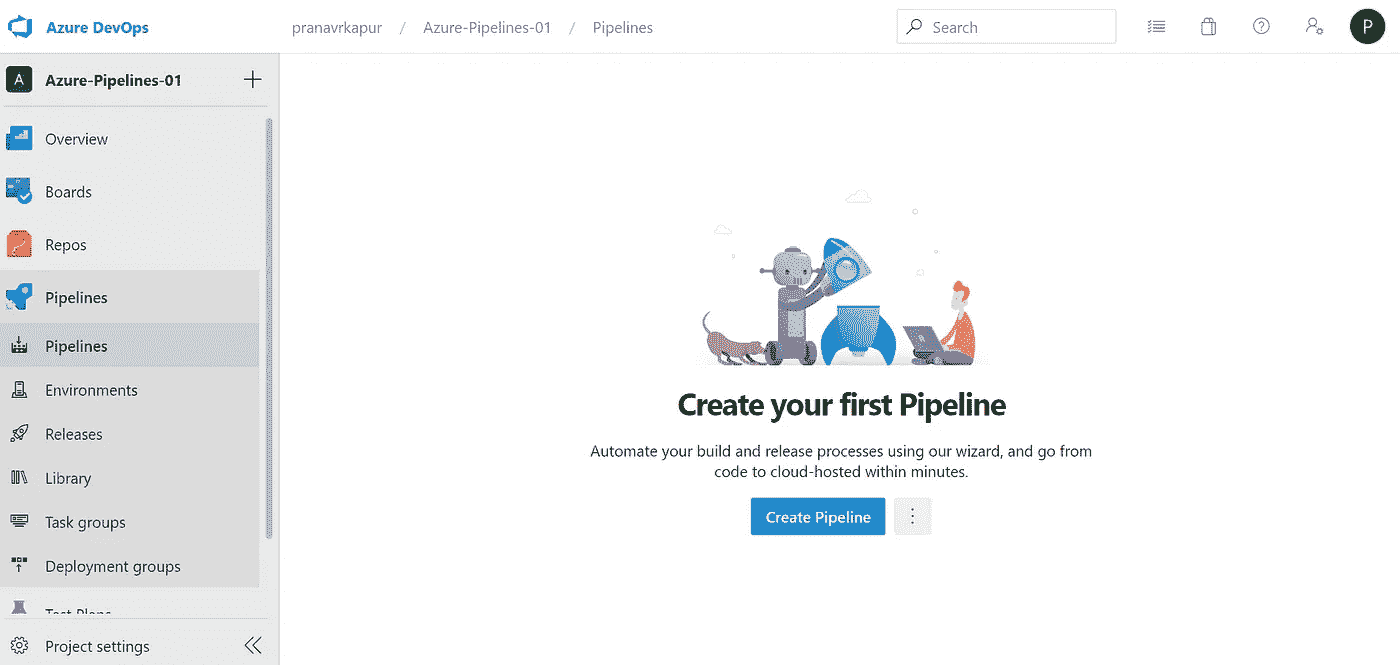 Azure DevOps
pranavrkapur / Azure-Pipelines-01 / Pipelines
Search
P
A Azure-Pipelines-01
Overview
Boards
Repos
Pipelines
Pipelines
Environments
Releases
Library
Task groups
Deployment groups
Test Plans
Project settings
Create your first Pipeline
Automate your build and release processes using our wizard, and go from
code to cloud-hosted within minutes.
Create Pipeline